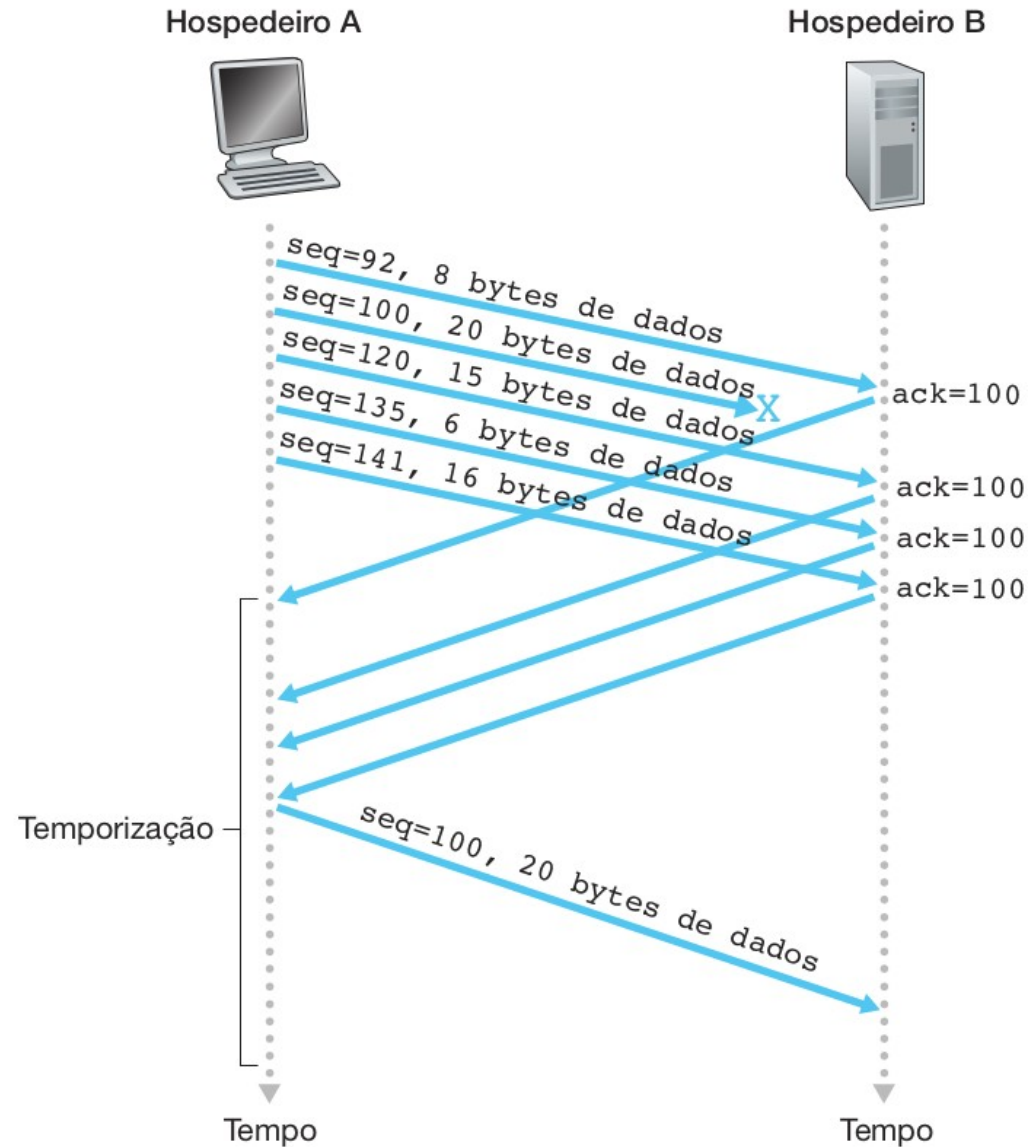 Hospedeiro A
Hospedeiro B
seq=92, 8 bytes de dados
seq=100, 20 bytes de dados
X
seq=120, 15 bytes de dados
seq=135, 6 bytes de dados
seq=141, 16 bytes de dados
ack=100
ack=100
ack=100
ack=100
Temporização
seq=100, 20 bytes de dados
Tempo
Tempo